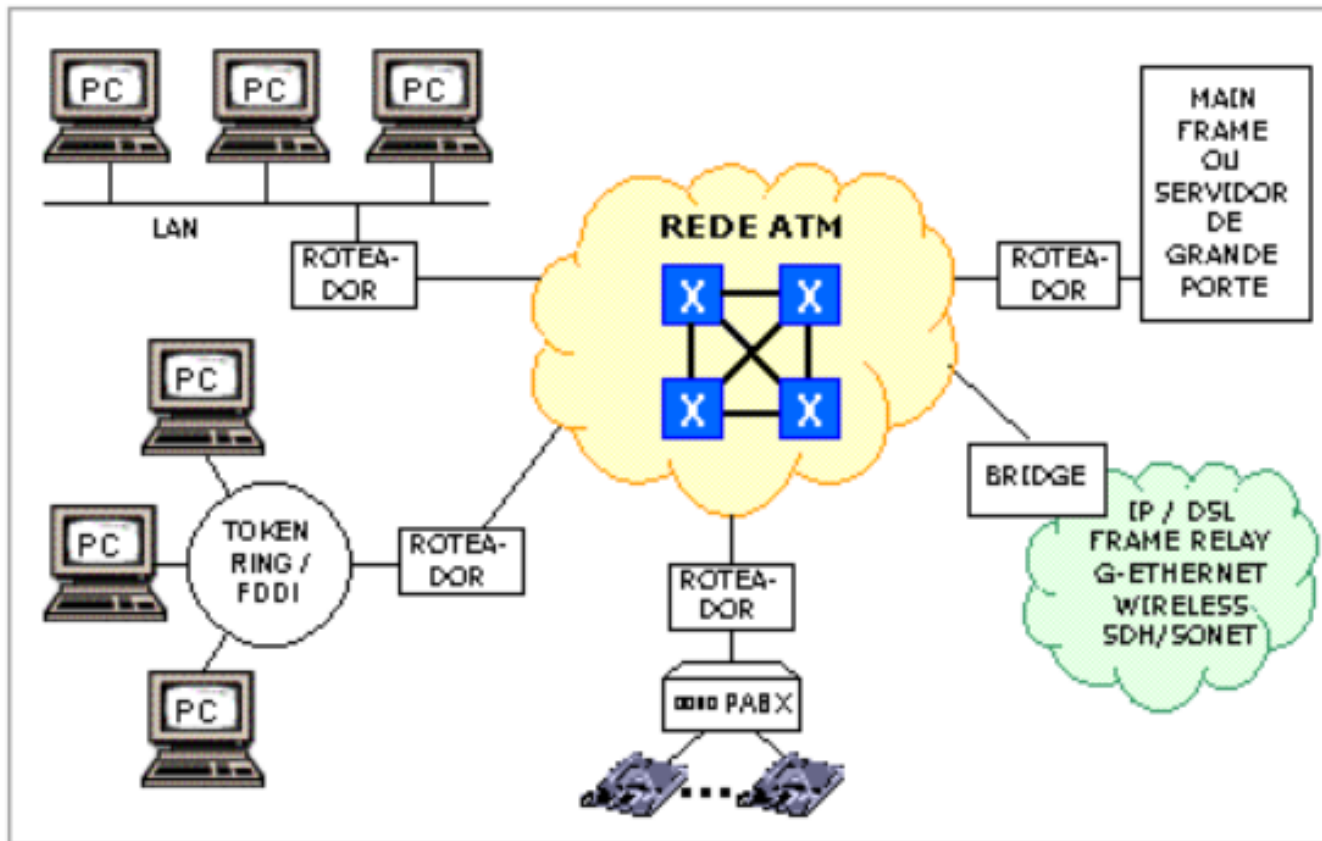 PC
PC
PC
LAN
ROTEA-
DOR
REDE ATM
X
X
X
X
ROTEA-
DOR
MAIN
FRAME
OU
SERVIDOR
DE
GRANDE
PORTE
PC
PC
PC
TOKEN
RING /
FDDI
ROTEA-
DOR
ROTEA-
DOR
PABX
BRIDGE
IP / DSL
FRAME RELAY
G-ETHERNET
WIRELESS
SDH/SONET